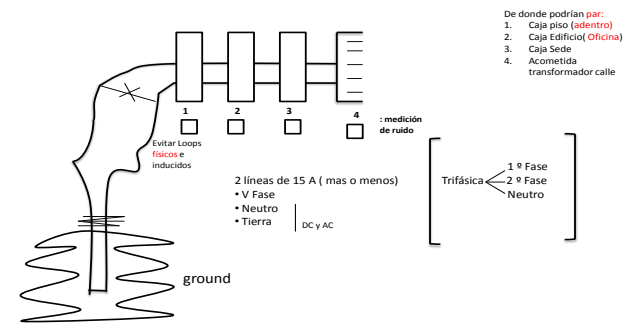 De donde podrían par:
1. Caja piso (adentro)
2. Caja Edificio( Oficina)
3. Caja Sede
4. Acometida
transformador calle
1
2
3
4
: medición
de ruido
Evitar Loops
físicos e
inducidos
2 líneas de 15 A ( mas o menos)
• V Fase
• Neutro
• Tierra
DC y AC
Trifásica
1 º Fase
2 º Fase
Neutro
ground